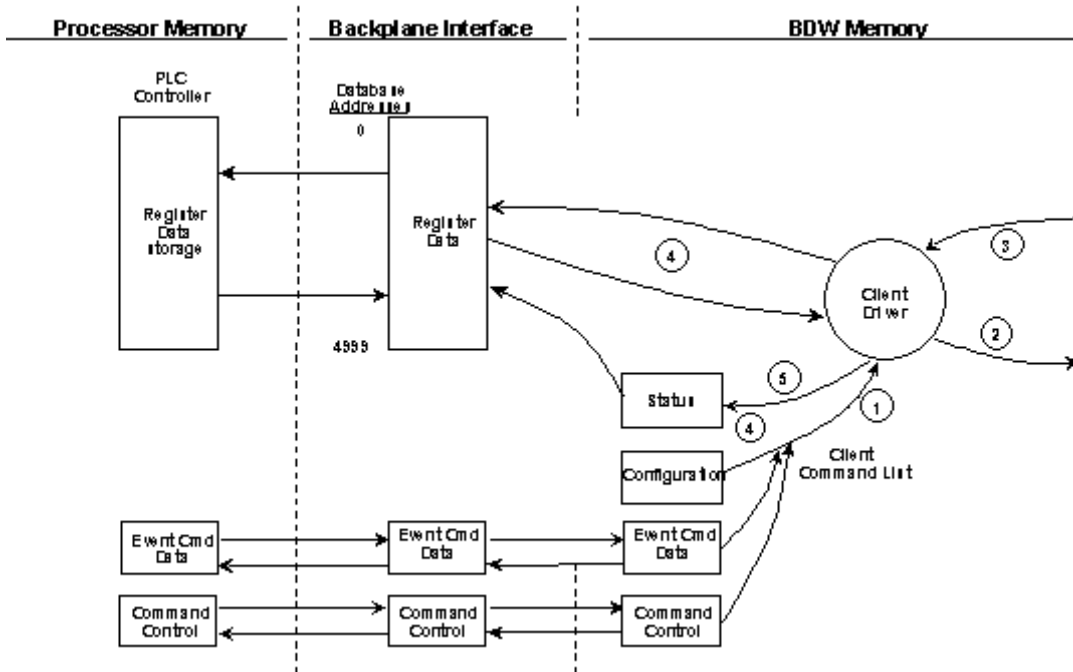 Processor Memory
Backplane Interface
BDW Memory
PLC
Controller
Database
Addresses
0
Register
Data
storage
Register
Data
4999
4
3
Client
Driver
2
5
1
Status
4
Configuration
Client
Command List
Event Cmd
Data
Event Cmd
Data
Event Cmd
Data
Command
Control
Command
Control
Command
Control